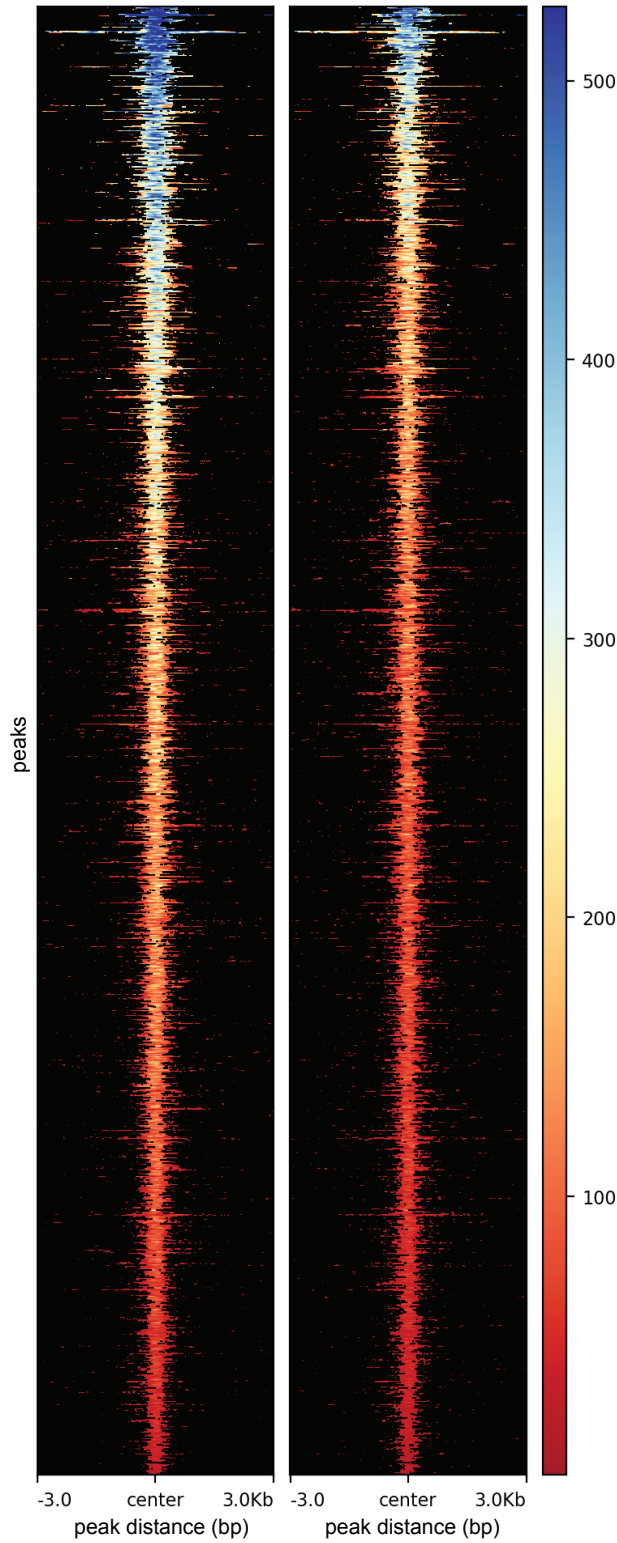 500
400
300
200
100
peaks
-3.0 center 3.0Kb
peak distance (bp)
-3.0 center 3.0Kb
peak distance (bp)